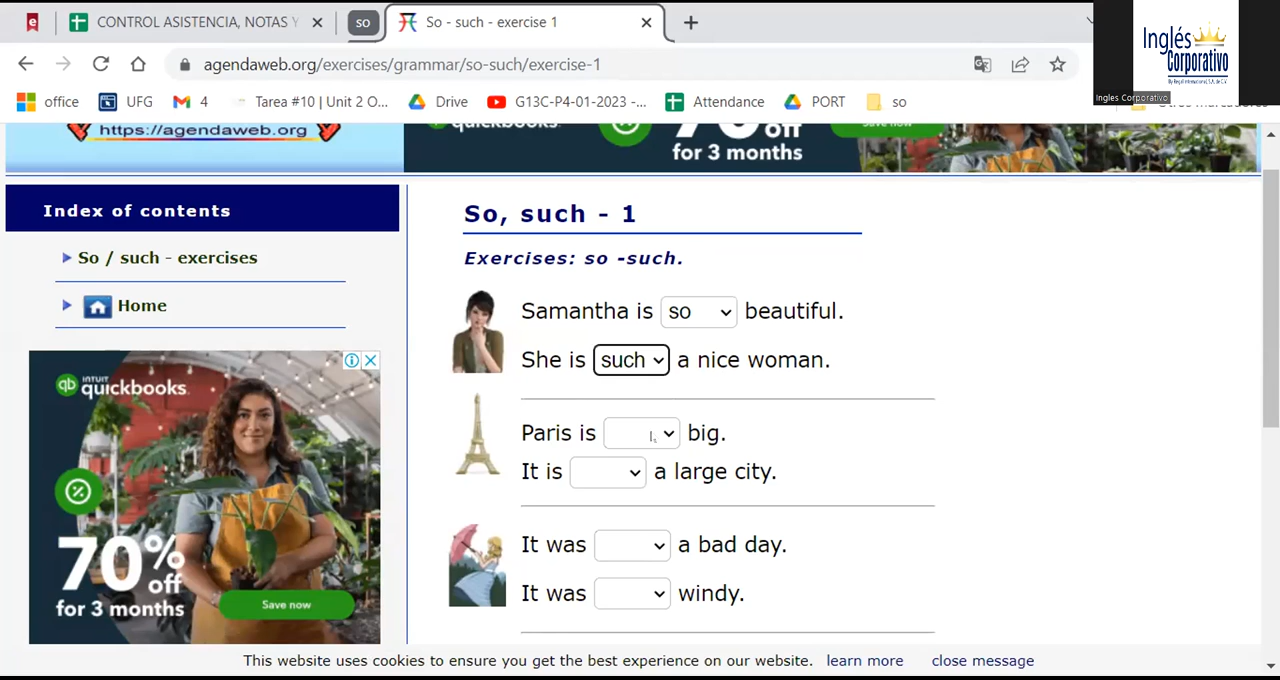 CONTROL ASISTENCIA, NOTAS Y
so
So - such - exercise 1
agendaweb.org/exercises/grammar/so-such/exercise-1
Inglés
Corporativo
Ingles Corporativo
office
UFG
4
Tarea #10 | Unit 2 O...
Drive
G13C-P4-01-2023 -...
Attendance
PORT
so
https://agendaweb.org
quickbooks
70% off
for 3 months
Save now
Index of contents
So / such - exercises
Home
So, such - 1
Exercises: so -such.
Samantha is so beautiful.
She is such a nice woman.
Paris is big.
It is a large city.
It was a bad day.
It was windy.
INTUIT
quickbooks
70% off
for 3 months
Save now
This website uses cookies to ensure you get the best experience on our website. learn more close message